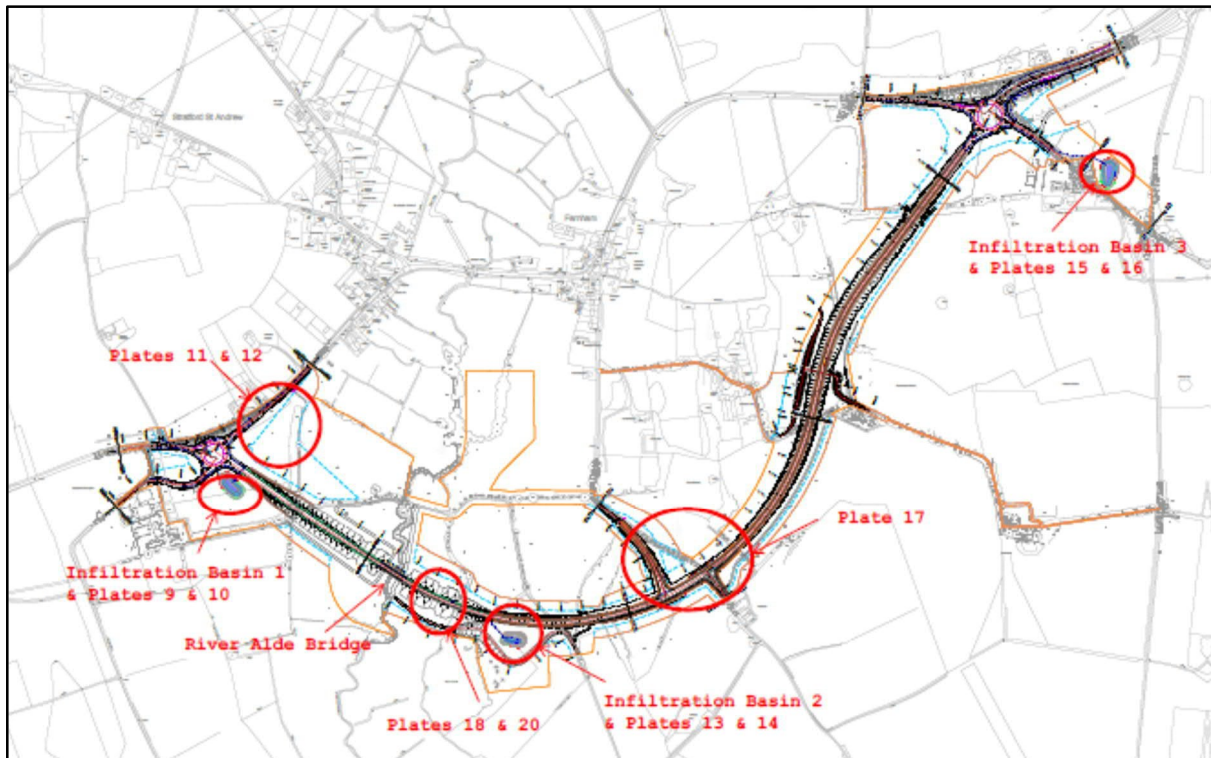 Stratford St Andrew
Farnham
Infiltration Basin 3
& Plates 15 & 16
Plates 11 & 12
Plate 17
Infiltration Basin 1
& Plates 9 & 10
River Alde Bridge
Infiltration Basin 2
& Plates 13 & 14
Plates 18 & 20